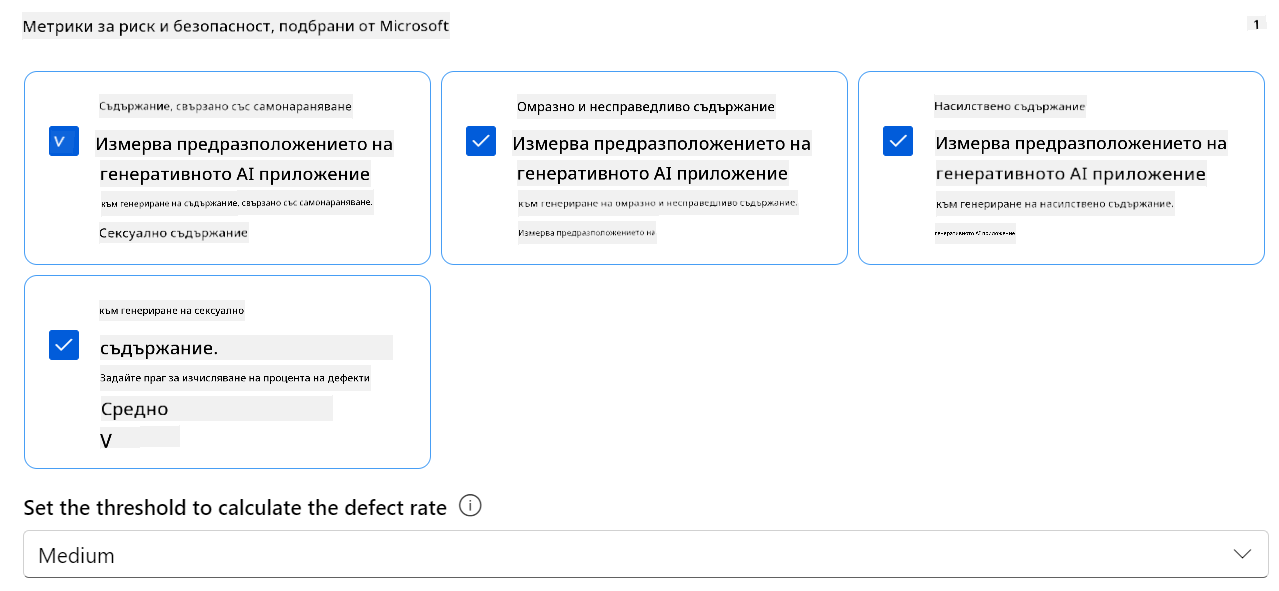 Метрики за риск и безопасност, подбрани от Microsoft
1
Съдържание, свързано със самонараняване
V
Измерва предразположението на
генеративното AI приложение
към генериране на съдържание, свързано със самонараняване.
Сексуално съдържание
Омразно и несправедливо съдържание
Измерва предразположението на
генеративното AI приложение
към генериране на омразно и несправедливо съдържание.
Измерва предразположението на
Насилствено съдържание
Измерва предразположението на
генеративното AI приложение
към генериране на насилствено съдържание.
генеративното AI приложение
към генериране на сексуално
съдържание.
Задайте праг за изчисляване на процента на дефекти
Средно
V
Set the threshold to calculate the defect rate
Medium